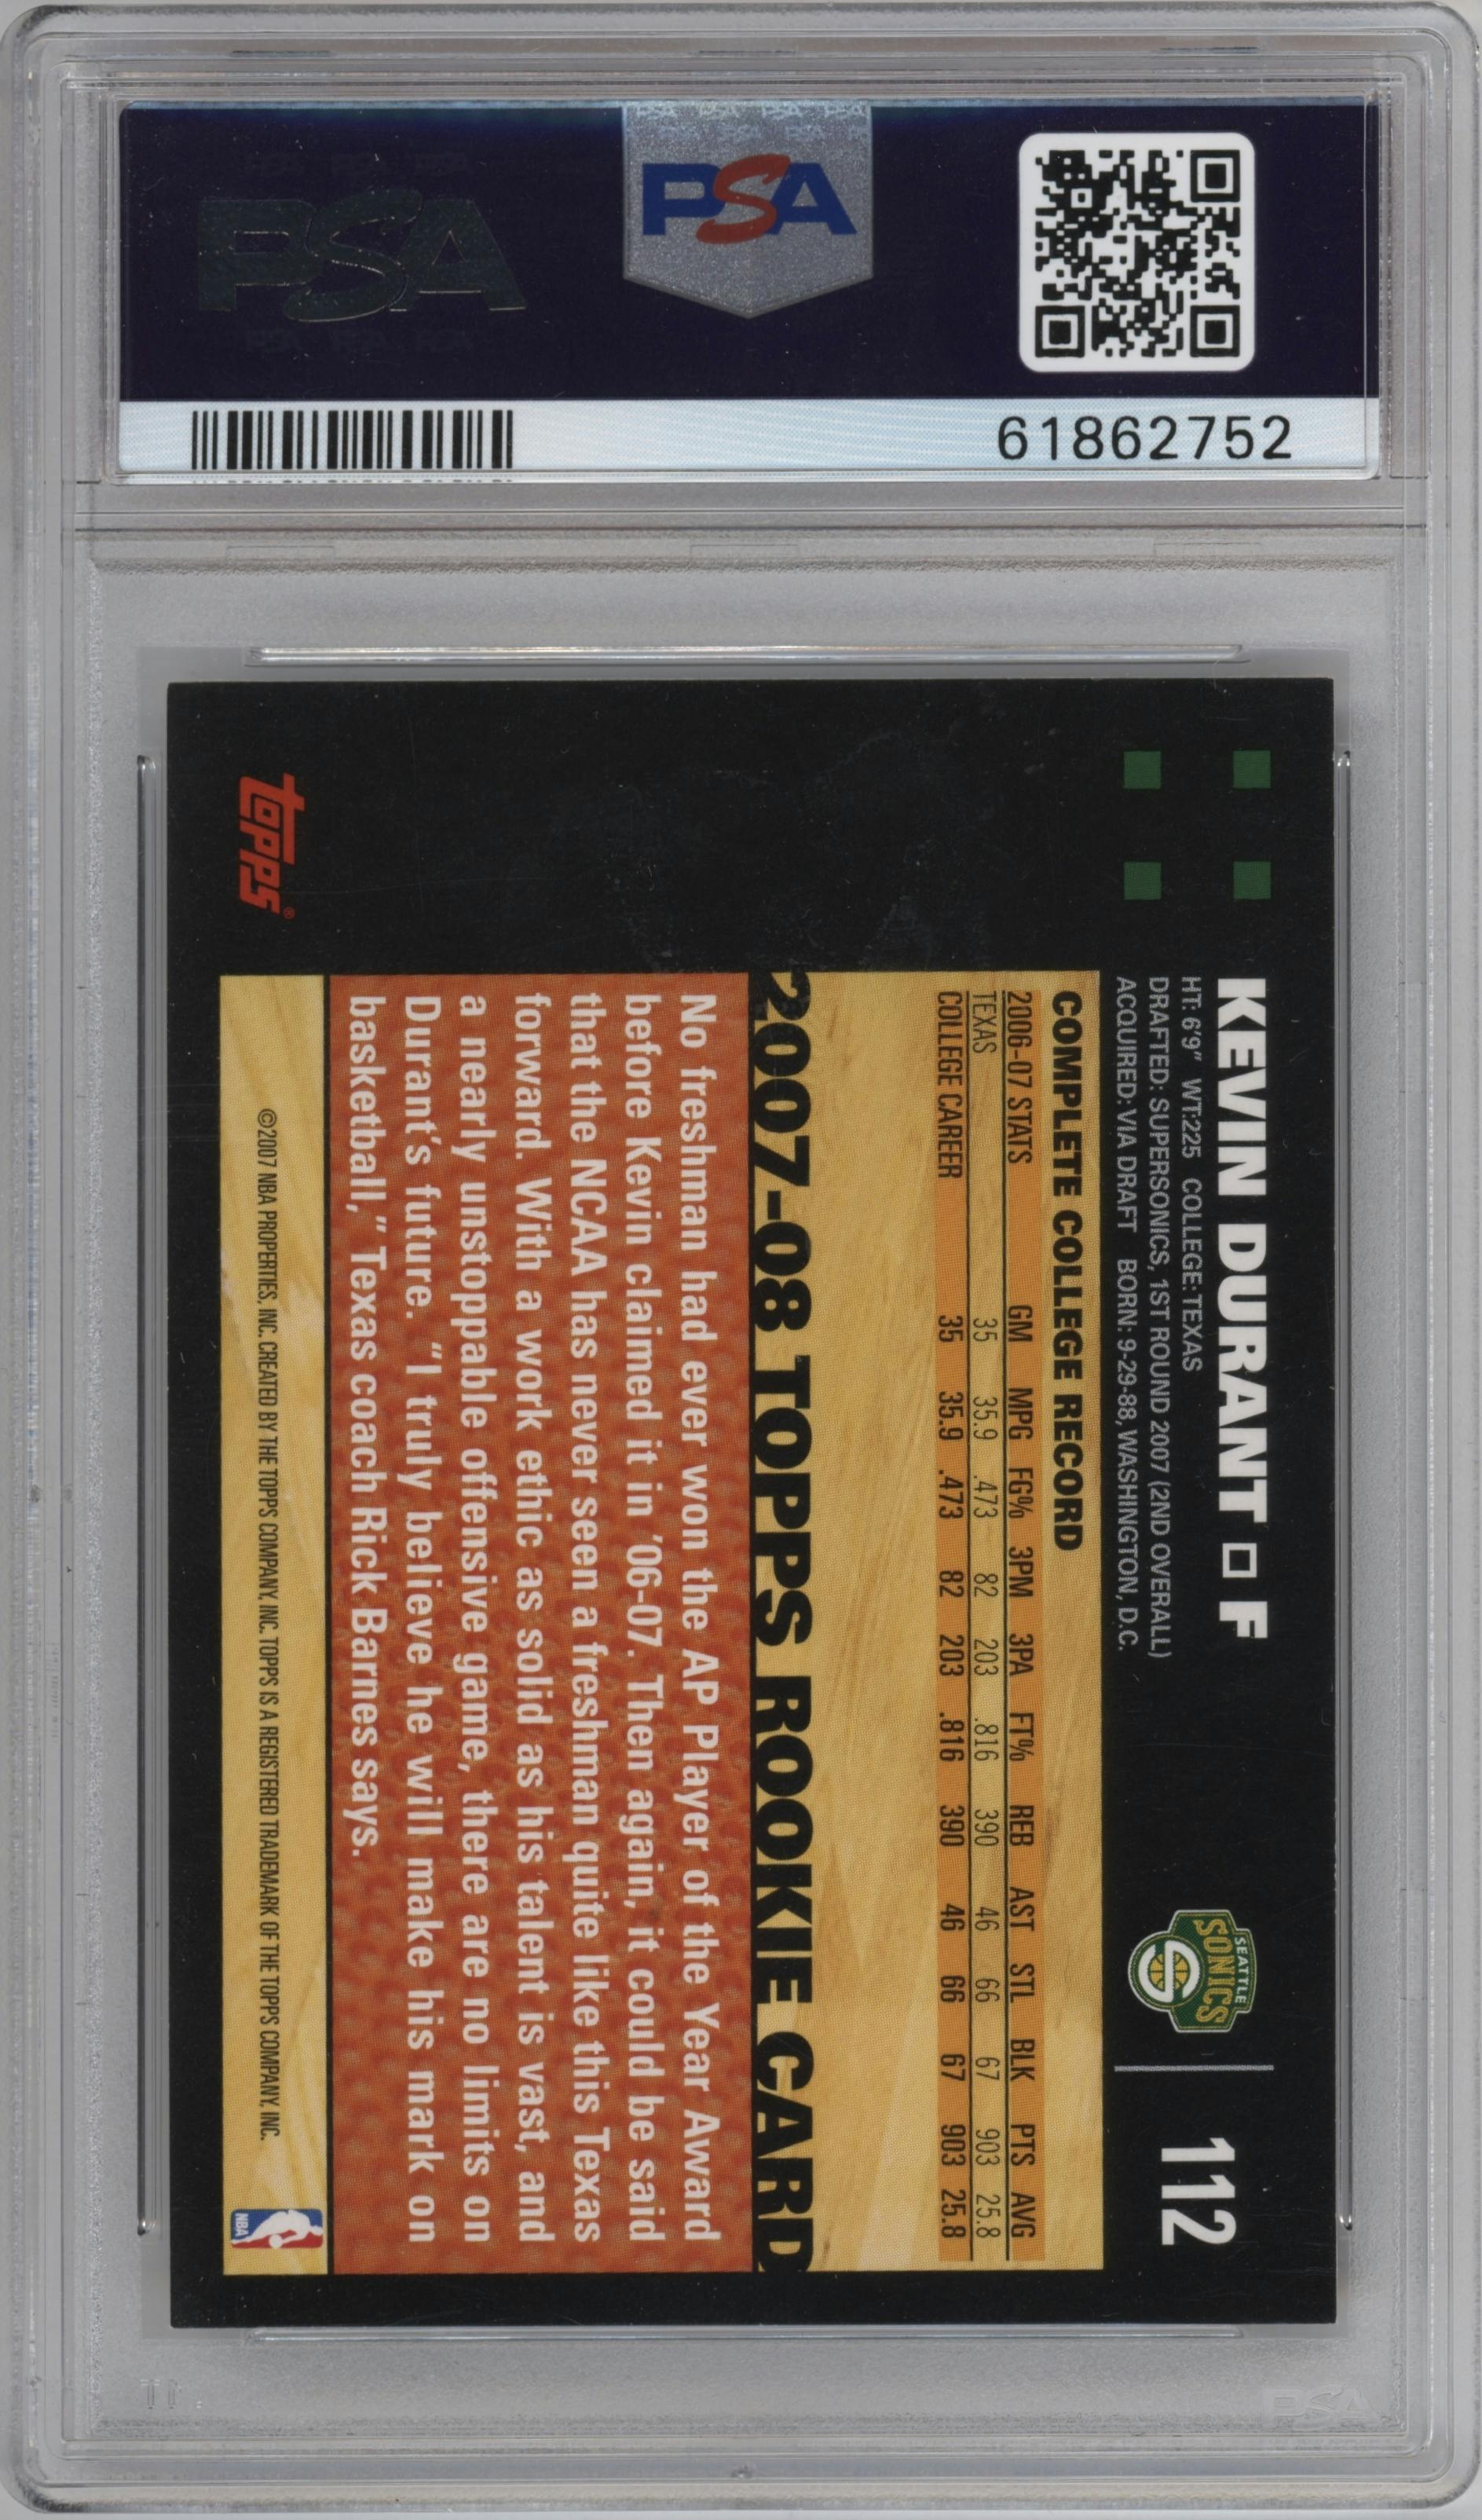 PSA
PSA
61862752
KEVIN DURANT F
HT: 6'9" WT:225 COLLEGE: TEXAS
DRAFTED: SUPERSONICS, 1ST ROUND 2007 (2ND OVERALL)
ACQUIRED: VIA DRAFT BORN: 9-29-88, WASHINGTON, D.C.
SEATTLE
SONICS
112
COMPLETE COLLEGE RECORD
2006-07 STATS GM MPG FG% 3PM 3PA FT% REB AST STL BLK PTS AVG
TEXAS 35 35.9 .473 82 203 .816 390 46 66 67 903 25.8
COLLEGE CAREER 35 35.9 .473 82 203 .816 390 46 66 67 903 25.8
2007-08 TOPPS ROOKIE CARD
No freshman had ever won the AP Player of the Year Award
before Kevin claimed it in '06-07. Then again, it could be said
that the NCAA has never seen a freshman quite like this Texas
forward. With a work ethic as solid as his talent is vast, and
a nearly unstoppable offensive game, there are no limits on
Durant's future. "I truly believe he will make his mark on
basketball," Texas coach Rick Barnes says.
©2007 NBA PROPERTIES, INC. CREATED BY THE TOPPS COMPANY, INC. TOPPS IS A REGISTERED TRADEMARK OF THE TOPPS COMPANY, INC.
NBA
topps®
PSA